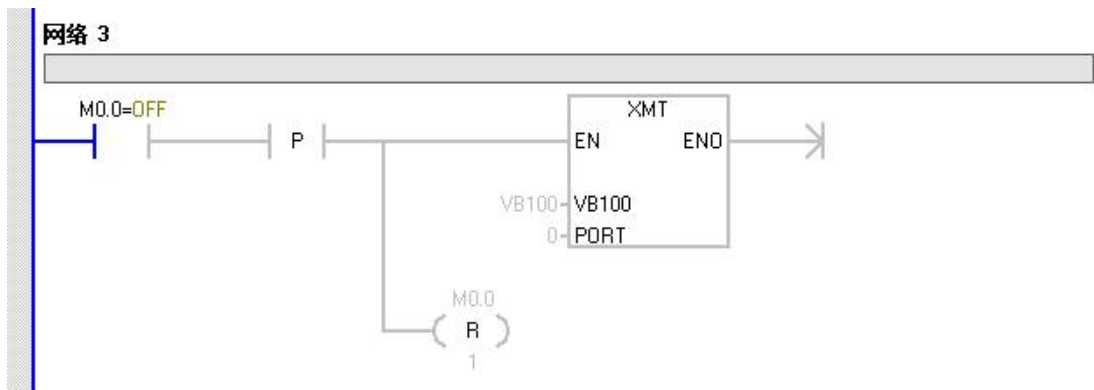 网络 3
M0.0=OFF
P
XMT
EN ENO
VB100 VB100
0 PORT
M0.0
R
1